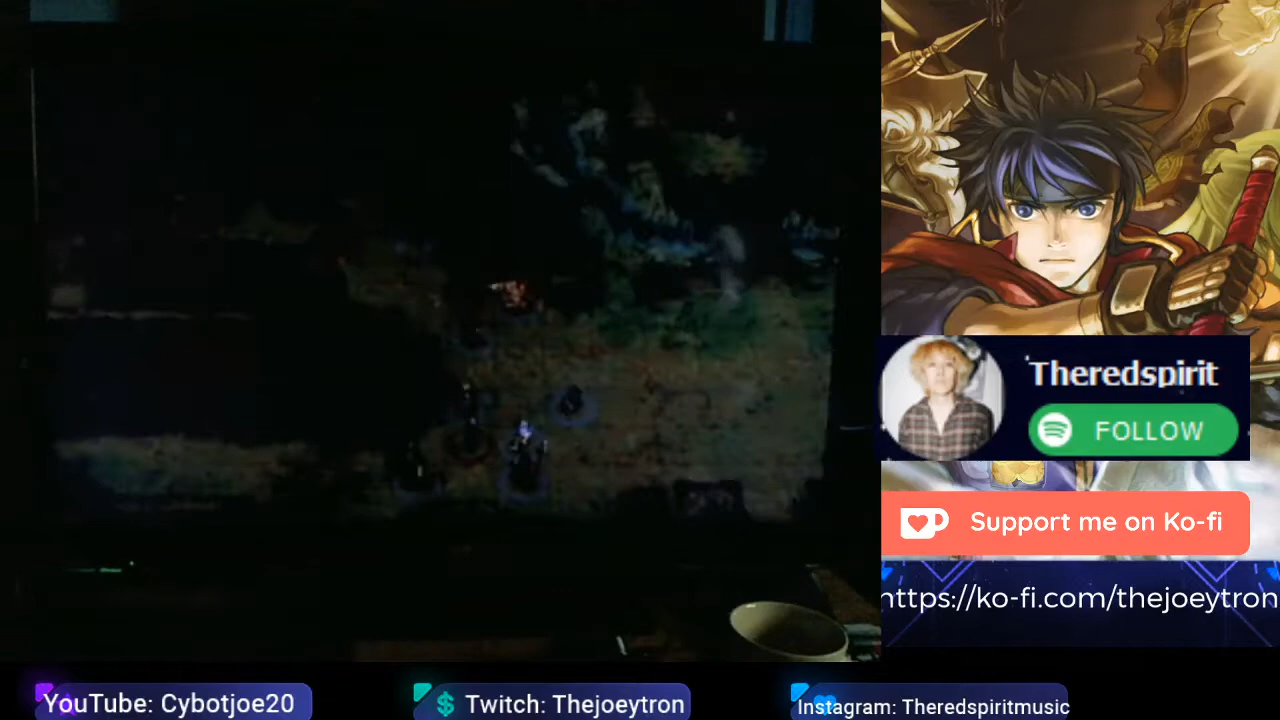 Theredspirit
FOLLOW
Support me on Ko-fi
https://ko-fi.com/thejoeytron
YouTube: Cybotjoe20
Twitch: Thejoeytron
Instagram: Theredspiritmusic